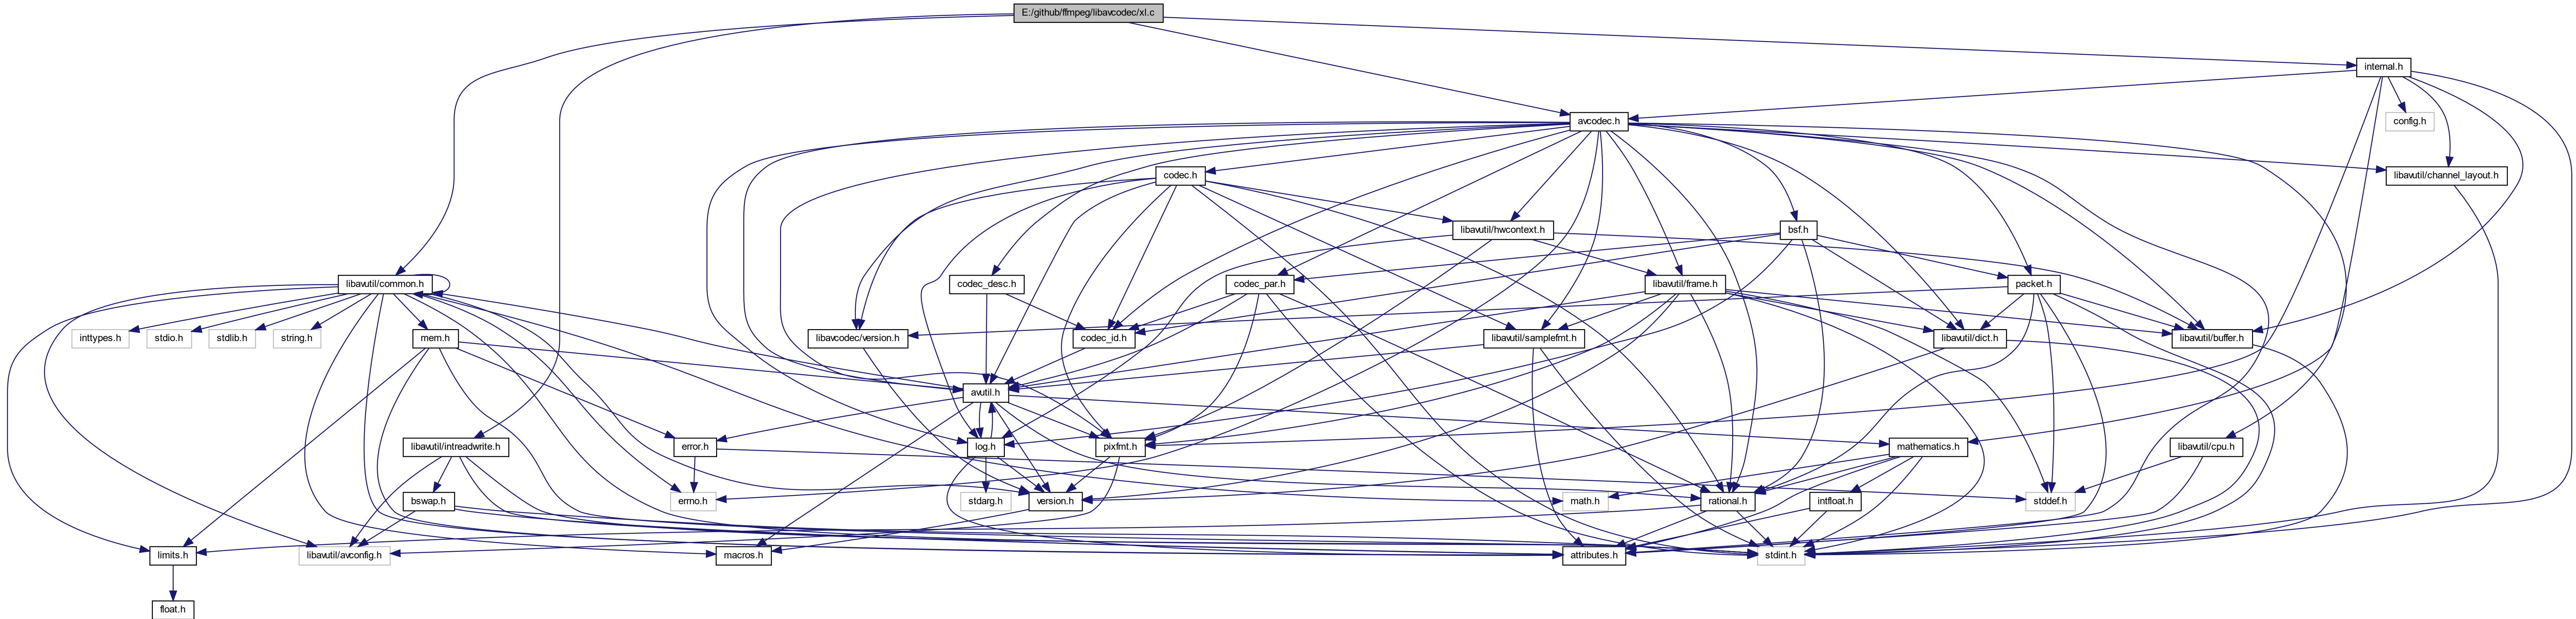 E:/github/ffmpeg/libavcodec/xl.c
internal.h
avcodec.h
config.h
codec.h
libavutil/channel_layout.h
libavutil/hwcontext.h
bsf.h
libavutil/common.h
codec_desc.h
codec_par.h
libavutil/frame.h
packet.h
inttypes.h
stdio.h
stdlib.h
string.h
mem.h
libavcodec/version.h
codec_id.h
libavutil/samplefmt.h
libavutil/dict.h
libavutil/buffer.h
avutil.h
libavutil/intreadwrite.h
error.h
log.h
pixfmt.h
mathematics.h
libavutil/cpu.h
bswap.h
errno.h
stdarg.h
version.h
math.h
rational.h
intfloat.h
stddef.h
limits.h
libavutil/avconfig.h
macros.h
attributes.h
stdint.h
float.h